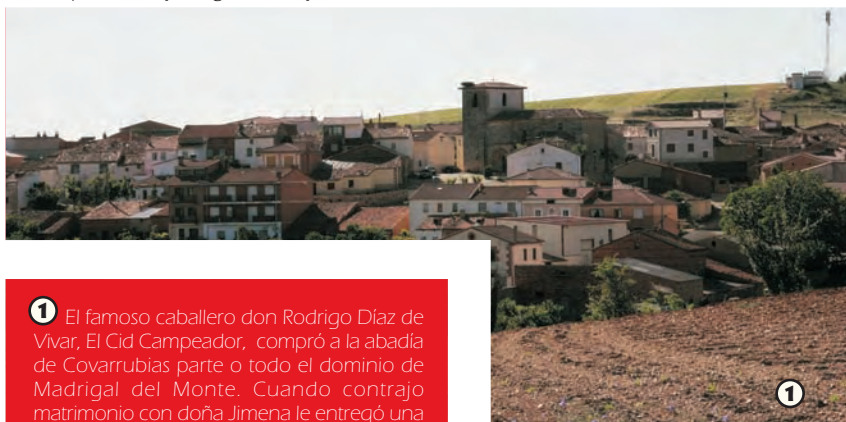 1 El famoso caballero don Rodrigo Díaz de
Vivar, El Cid Campeador, compró a la abadía
de Covarrubias parte o todo el dominio de
Madrigal del Monte. Cuando contrajo
matrimonio con doña Jimena le entregó una
1